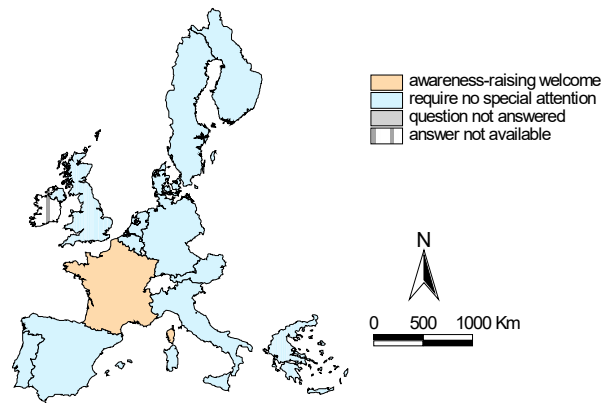 awareness-raising welcome
require no special attention
question not answered
answer not available
N
0 500 1000 Km